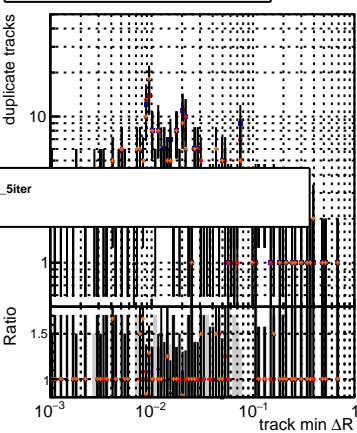 duplicate tracks
10
_5iter
1
Ratio
1.5
1
10−3 10−2 10−1 1
track min ΔR